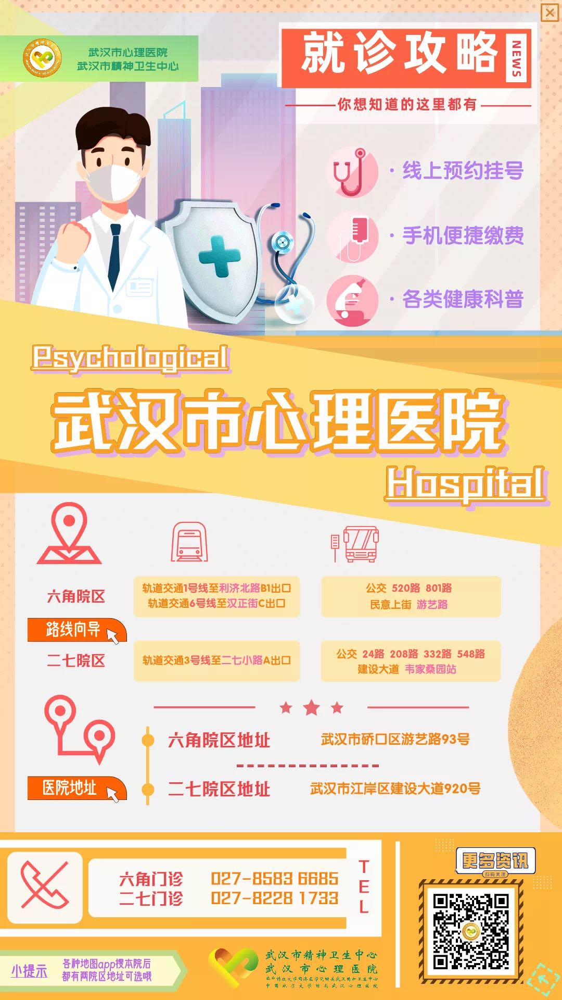 武汉市心理医院
武汉市精神卫生中心
就诊攻略
NEWS
你想知道的这里都有
·线上预约挂号
·手机便捷缴费
·各类健康科普
Psychological
武汉市心理医院
Hospital
六角院区
轨道交通1号线至利济北路B1出口
轨道交通6号线至汉正街C出口
公交 520路 801路
民意上街 游艺路
路线向导
二七院区
轨道交通3号线至二七小路A出口
公交 24路 208路 332路 548路
建设大道 韦家桑园站
六角院区地址 武汉市硚口区游艺路93号
医院地址
二七院区地址 武汉市江岸区建设大道920号
六角门诊 027-8583 6685
二七门诊 027-8228 1733
TEL
更多资讯
扫码关注
小提示
各种地图app搜本院后
都有两院区地址可选哦
武汉市精神卫生中心
武汉市心理医院